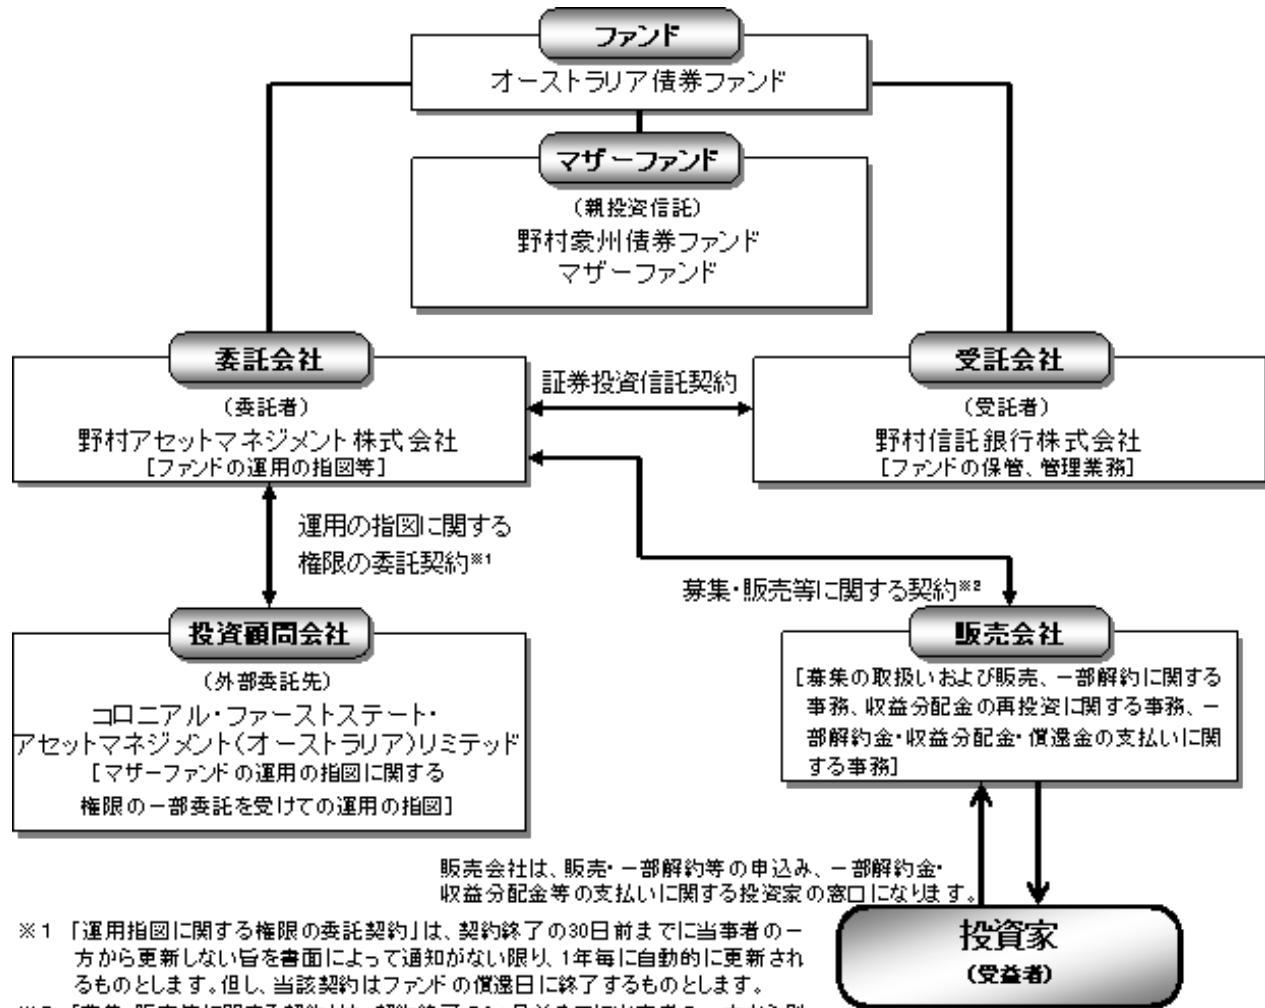 ファンド
オーストラリア債券ファンド
マザーファンド
（親投資信託）
野村豪州債券ファンド
マザーファンド
委託会社
（委託者）
野村アセットマネジメント株式会社
［ファンドの運用の指図等］
証券投資信託契約
受託会社
（受託者）
野村信託銀行株式会社
［ファンドの保管、管理業務］
運用の指図に関する
権限の委託契約※1
募集・販売等に関する契約※2
投資顧問会社
（外部委託先）
コロニアル・ファーストステート・
アセットマネジメント（オーストラリア）リミテッド
［マザーファンドの運用の指図に関する
権限の一部委託を受けての運用の指図］
販売会社
［募集の取扱いおよび販売、一部解約に関する
事務、収益分配金の再投資に関する事務、一
部解約金・収益分配金・償還金の支払いに関
する事務］
販売会社は、販売・一部解約等の申込み、一部解約金・
収益分配金等の支払いに関する投資家の窓口になります。
投資家
（受益者）
※1 「運用指図に関する権限の委託契約」は、契約終了の30日前までに当事者の一
方から更新しない旨を書面によって通知がない限り、1年毎に自動的に更新され
るものとします。但し、当該契約はファンドの償還日に終了するものとします。